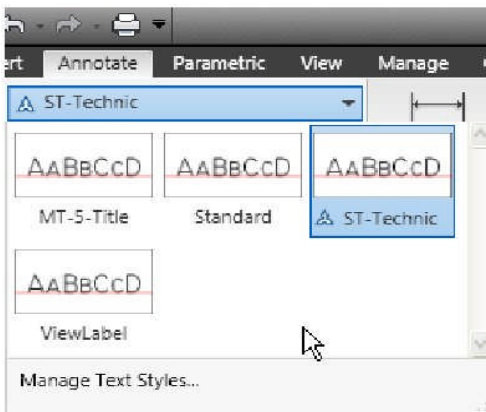 rt Annotate Parametric View Manage
ST-Technic
AABBCCD AABBCCD AABBCCD
MT-5-Title Standard ST-Technic
AABBCCD
ViewLabel
Manage Text Styles...